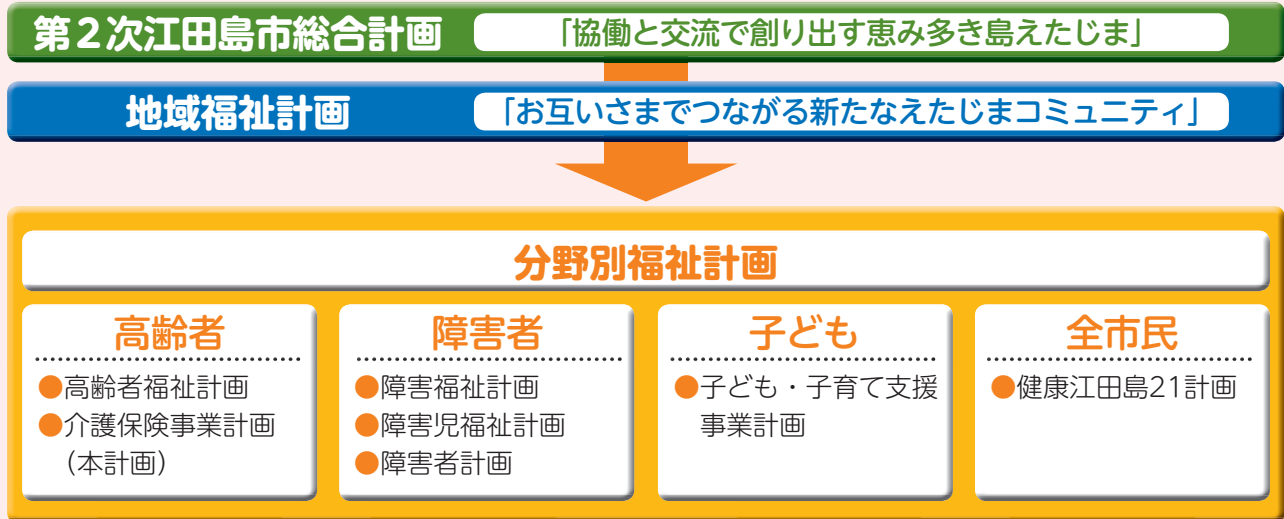 第2次江田島市総合計画 「協働と交流で創り出す恵み多き島えたじま」
地域福祉計画 「お互いさまでつながる新たなえたじまコミュニティ」
分野別福祉計画
高齢者
●高齢者福祉計画
●介護保険事業計画
(本計画)
障害者
●障害福祉計画
●障害児福祉計画
●障害者計画
子ども
●子ども・子育て支援
事業計画
全市民
●健康江田島21計画